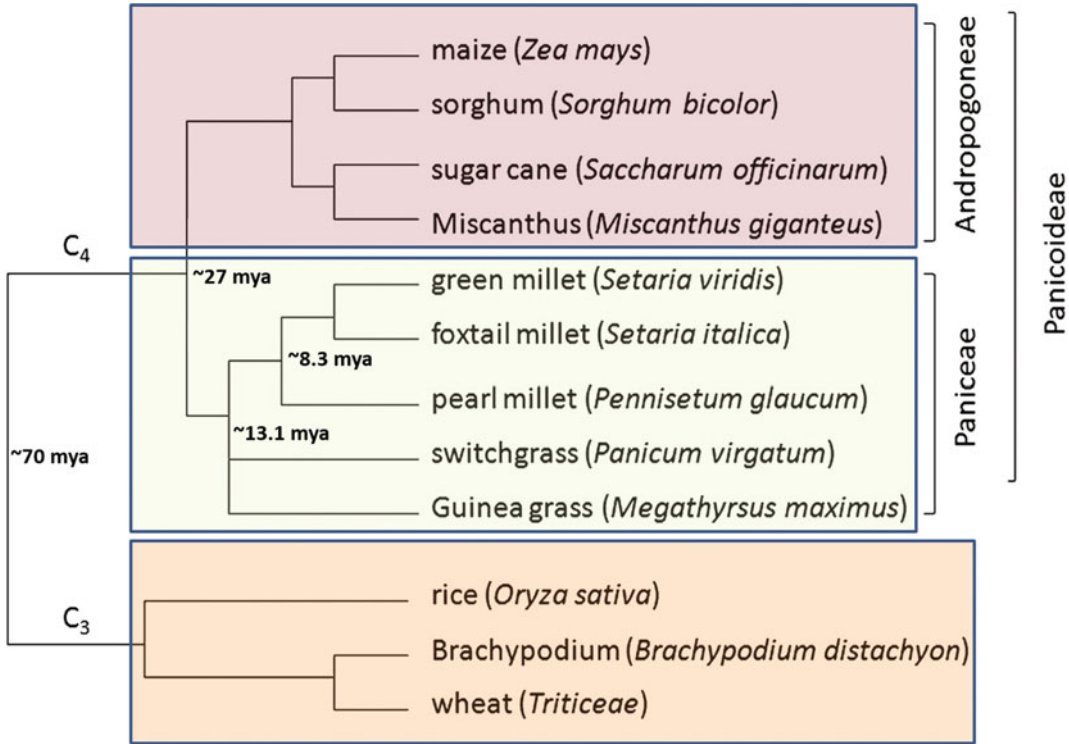 maize (Zea mays)
sorghum (Sorghum bicolor)
sugar cane (Saccharum officinarum)
Miscanthus (Miscanthus giganteus)
Andropogoneae
Panicoideae
C₄
~27 mya
green millet (Setaria viridis)
foxtail millet (Setaria italica)
~8.3 mya
pearl millet (Pennisetum glaucum)
~13.1 mya
switchgrass (Panicum virgatum)
Guinea grass (Megathyrsus maximus)
Paniceae
~70 mya
C₃
rice (Oryza sativa)
Brachypodium (Brachypodium distachyon)
wheat (Triticeae)